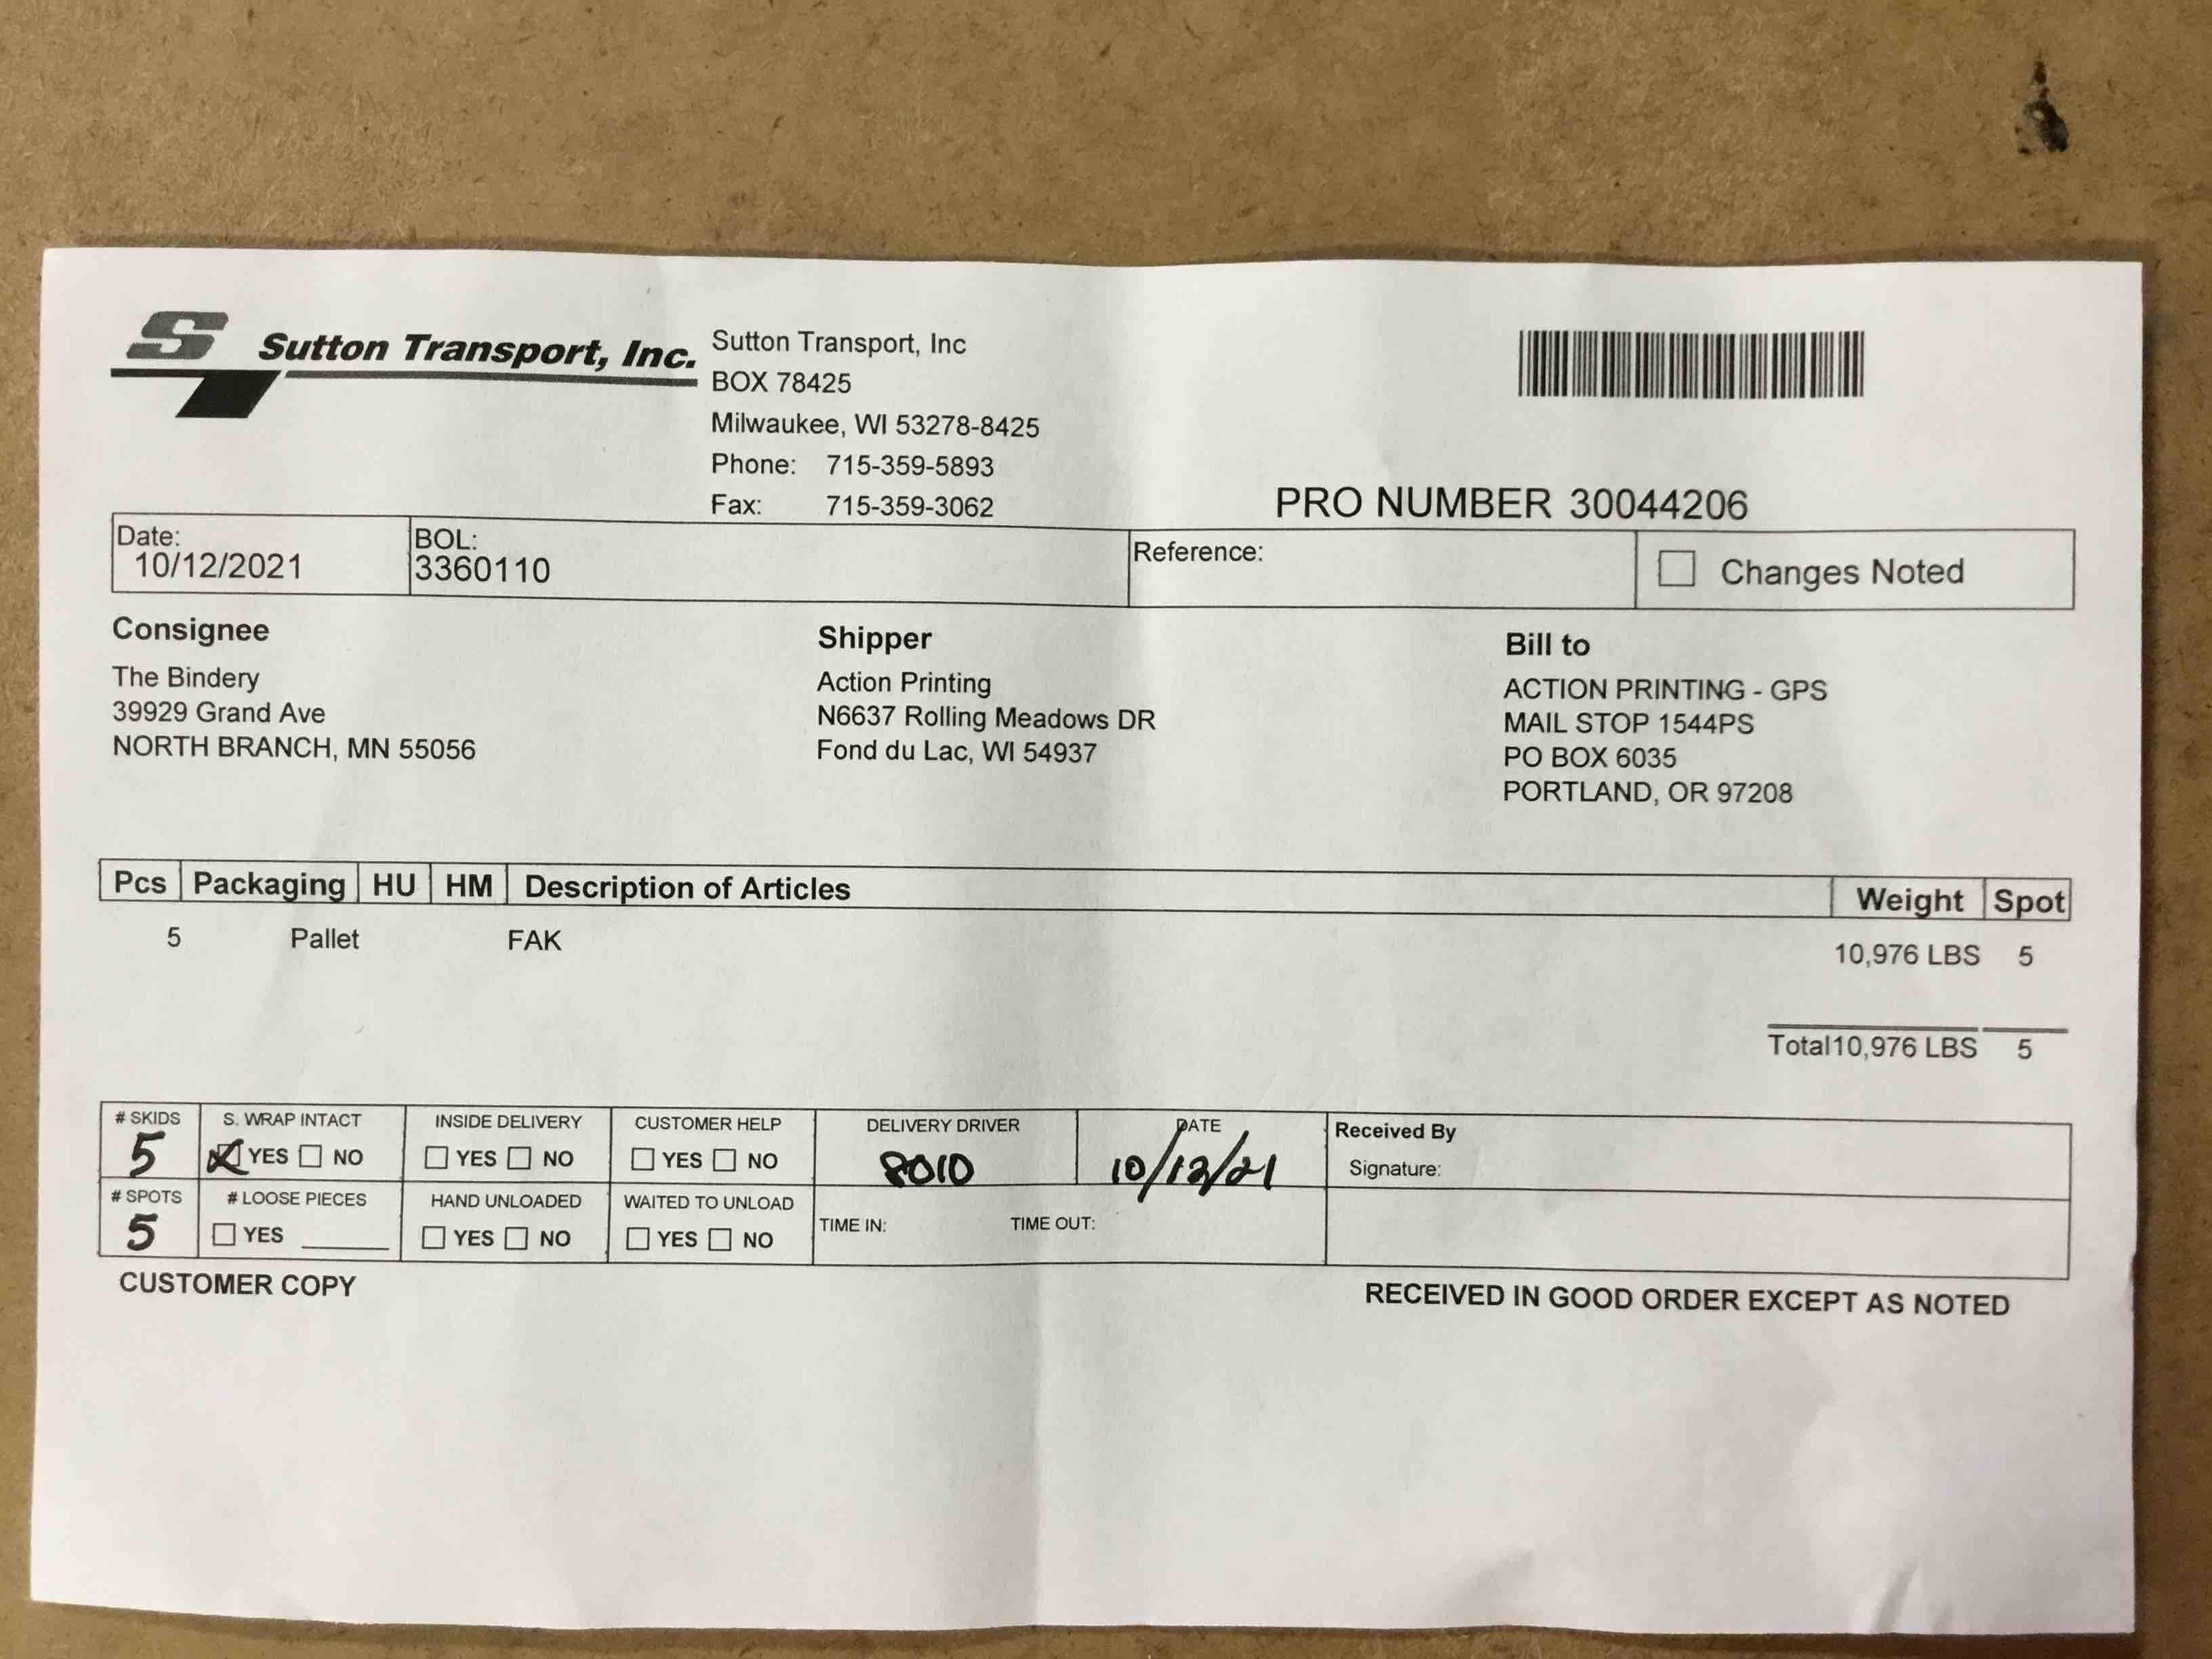 S
Sutton Transport, Inc.
Sutton Transport, Inc
BOX 78425
Milwaukee, WI 53278-8425
Phone: 715-359-5893
Fax: 715-359-3062
PRO NUMBER 30044206
Date:
10/12/2021
BOL:
3360110
Reference:
Changes Noted
Consignee
The Bindery
39929 Grand Ave
NORTH BRANCH, MN 55056
Shipper
Action Printing
N6637 Rolling Meadows DR
Fond du Lac, WI 54937
Bill to
ACTION PRINTING - GPS
MAIL STOP 1544PS
PO BOX 6035
PORTLAND, OR 97208
Pcs Packaging HU HM Description of Articles Weight Spot
5 Pallet FAK 10,976 LBS 5
Total10,976 LBS 5
# SKIDS
5
S. WRAP INTACT
YES NO
INSIDE DELIVERY
YES NO
CUSTOMER HELP
YES NO
DELIVERY DRIVER
8010
DATE
10/12/21
Received By
Signature:
# SPOTS
5
# LOOSE PIECES
YES
HAND UNLOADED
YES NO
WAITED TO UNLOAD
YES NO
TIME IN:
TIME OUT:
CUSTOMER COPY
RECEIVED IN GOOD ORDER EXCEPT AS NOTED